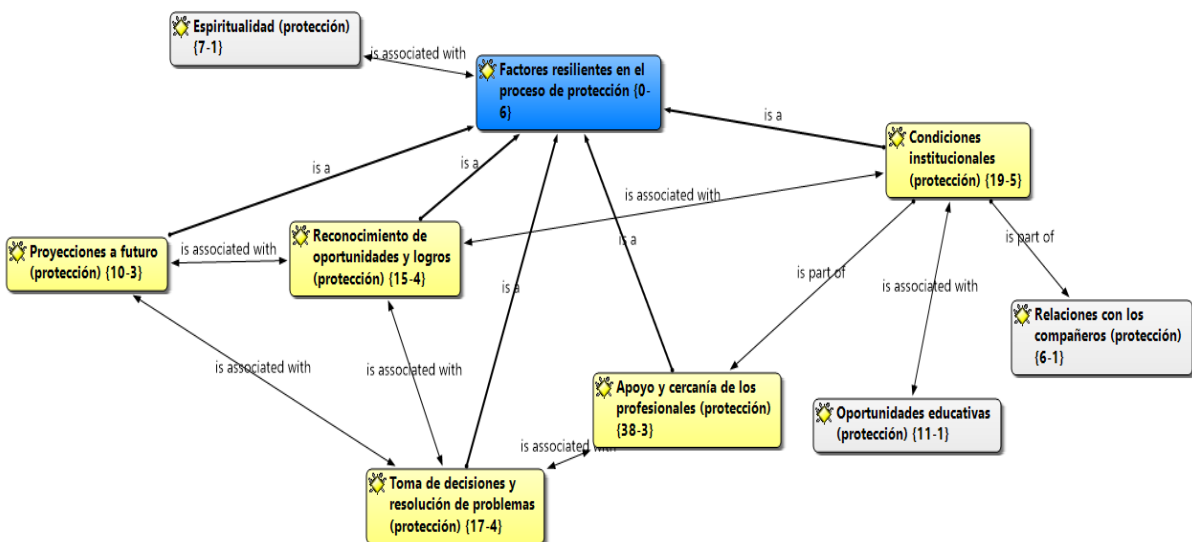 Espiritualidad (protección)
{7-1}
is associated with
Factores resilientes en el
proceso de protección {0-
6}
is a
Condiciones
institucionales
(protección) {19-5}
is a
is a
is associated with
Proyecciones a futuro
(protección) {10-3}
is associated with
Reconocimiento de
oportunidades y logros
(protección) {15-4}
is a
is a
is part of
is part of
is associated with
Relaciones con los
compañeros (protección)
{6-1}
is associated with
is associated with
Apoyo y cercanía de los
profesionales (protección)
{38-3}
Oportunidades educativas
(protección) {11-1}
is associated with
Toma de decisiones y
resolución de problemas
(protección) {17-4}